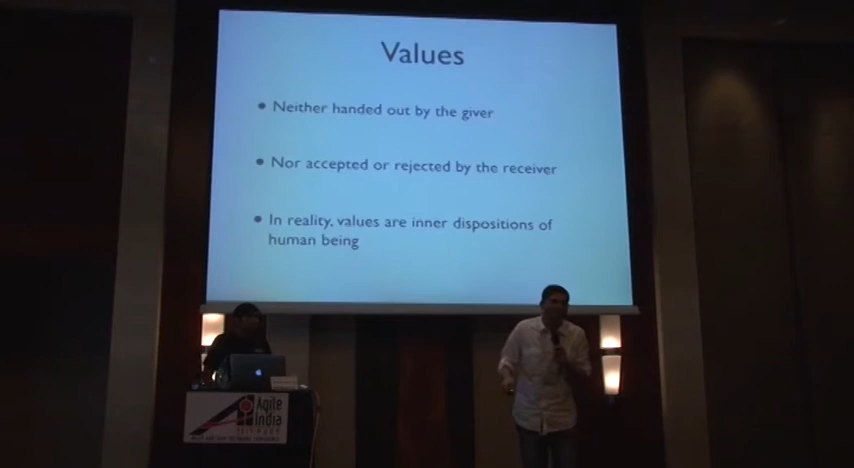 Values
• Neither handed out by the giver
• Nor accepted or rejected by the receiver
• In reality, values are inner dispositions of
human being
Agile
India